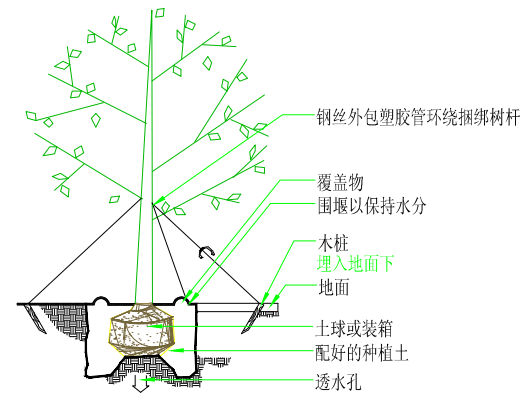 钢丝外包塑胶管环绕捆绑树杆
覆盖物
围堰以保持水分
木桩
埋入地面下
地面
土球或装箱
配好的种植土
透水孔